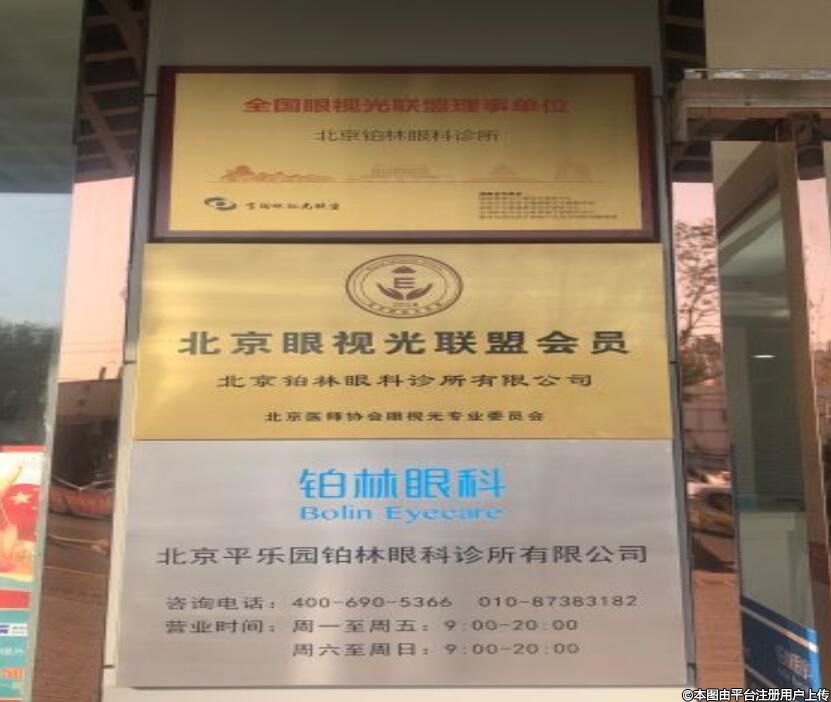 全国眼视光联盟理事单位
北京铂林眼科诊所
北京眼视光联盟会员
北京铂林眼科诊所有限公司
北京医师协会眼视光专业委员会
铂林眼科
Bolin Eyecare
北京平乐园铂林眼科诊所有限公司
咨询电话：400-690-5366 010-87383182
营业时间：周一至周五：9:00-20:00
周六至周日：9:00-20:00
©本图由平台注册用户上传